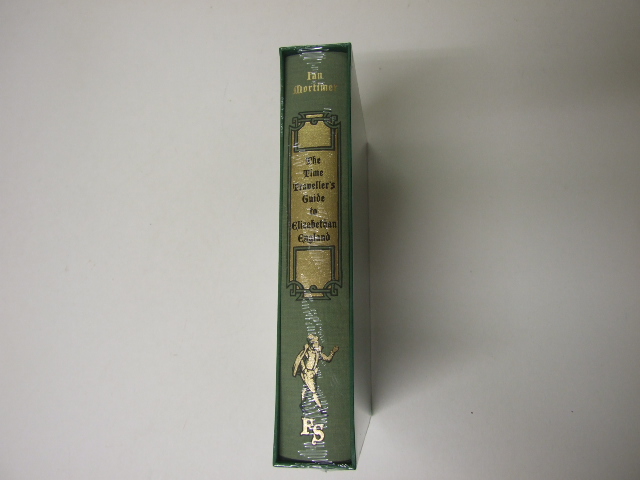 Ian
Mortimer
The
Time
Traveller's
Guide
to
Elizabethan
England
FS